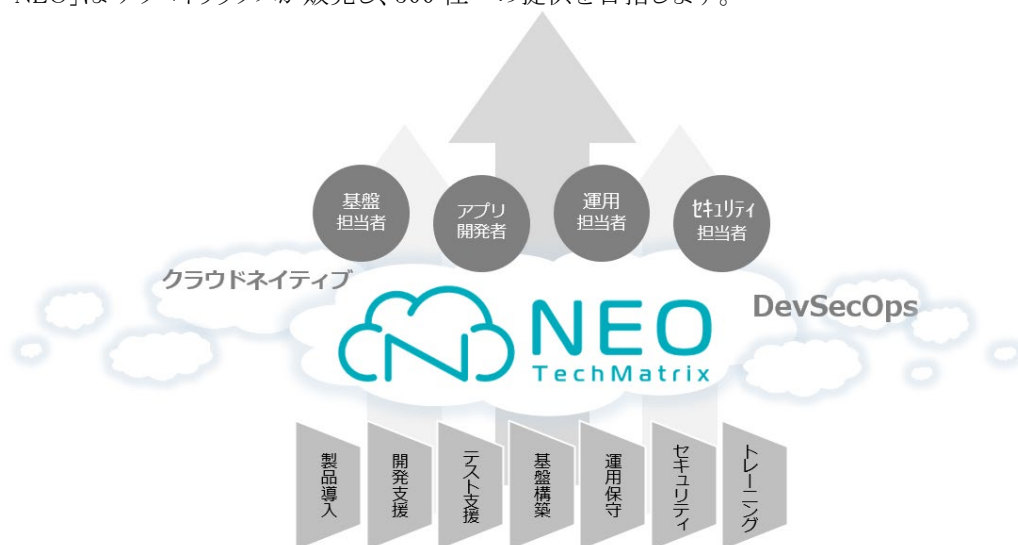 基盤
担当者
アプリ
開発者
運用
担当者
セキュリティ
担当者
クラウドネイティブ
DevSecOps
NEO
TechMatrix
製品導入
開発支援
テスト支援
基盤構築
運用保守
セキュリティ
トレーニング